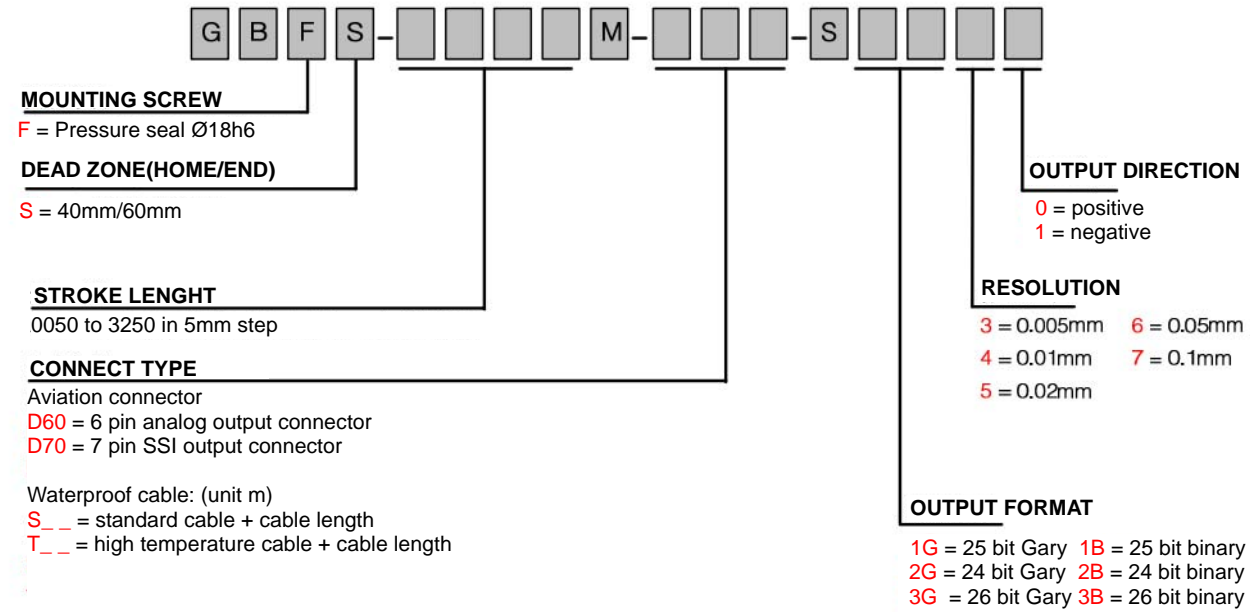 G B F S - M - - S
MOUNTING SCREW
F = Pressure seal Ø18h6
DEAD ZONE(HOME/END)
S = 40mm/60mm
STROKE LENGHT
0050 to 3250 in 5mm step
CONNECT TYPE
Aviation connector
D60 = 6 pin analog output connector
D70 = 7 pin SSI output connector
Waterproof cable: (unit m)
S_ _ = standard cable + cable length
T_ _ = high temperature cable + cable length
OUTPUT DIRECTION
0 = positive
1 = negative
RESOLUTION
3 = 0.005mm 6 = 0.05mm
4 = 0.01mm 7 = 0.1mm
5 = 0.02mm
OUTPUT FORMAT
1G = 25 bit Gary 1B = 25 bit binary
2G = 24 bit Gary 2B = 24 bit binary
3G = 26 bit Gary 3B = 26 bit binary